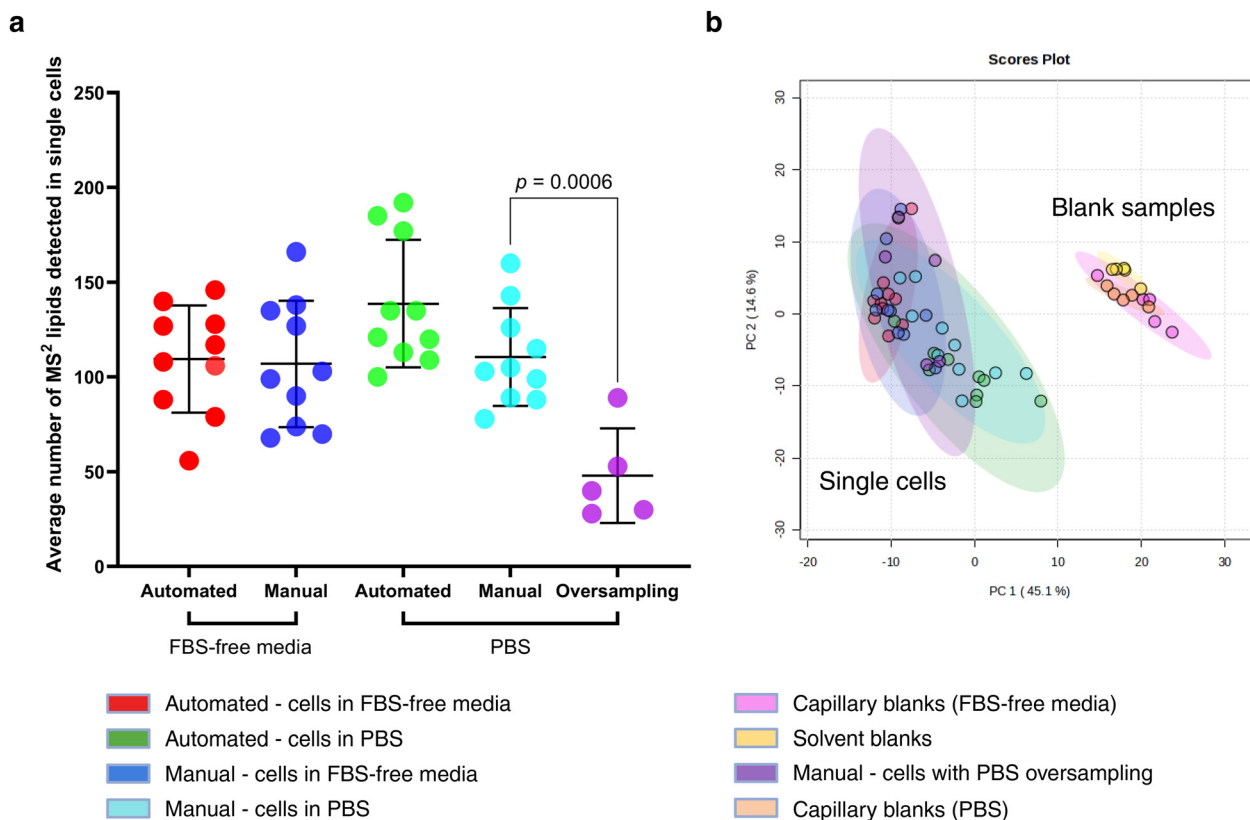 a
Average number of MS² lipids detected in single cells
250
200
150
100
50
0
p = 0.0006
Automated
Manual
Automated
Manual
Oversampling
FBS-free media
PBS
b
Scores Plot
PC 2 ( 14.6 %)
30
20
10
0
-10
-20
-30
Blank samples
Single cells
-20
-10
0
10
20
30
PC 1 ( 45.1 %)
Automated - cells in FBS-free media
Automated - cells in PBS
Manual - cells in FBS-free media
Manual - cells in PBS
Capillary blanks (FBS-free media)
Solvent blanks
Manual - cells with PBS oversampling
Capillary blanks (PBS)